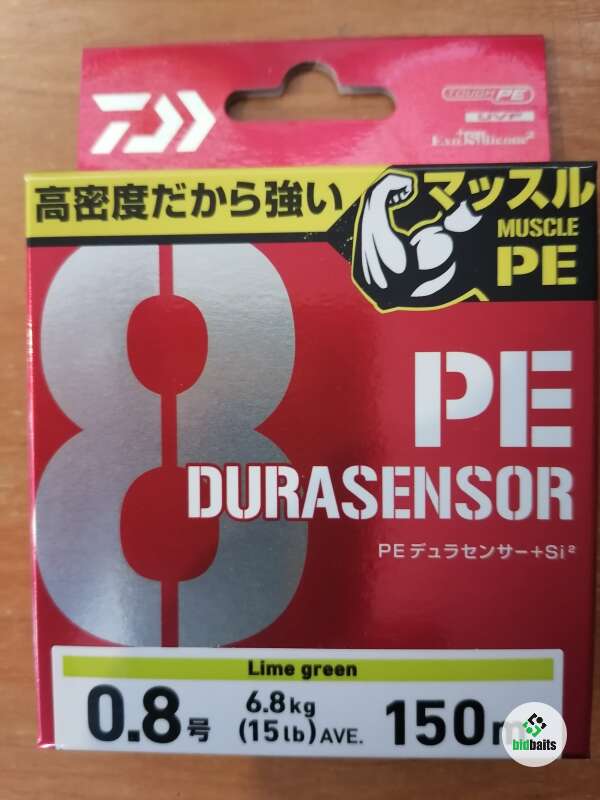 TOUGH PE
UVF
Evo Silicone²
高密度だから強い
マッスル
MUSCLE
PE
8
PE
DURASENSOR
PEデュラセンサー+Si²
Lime green
0.8号
6.8kg
(15lb) AVE.
150m
bidbaits